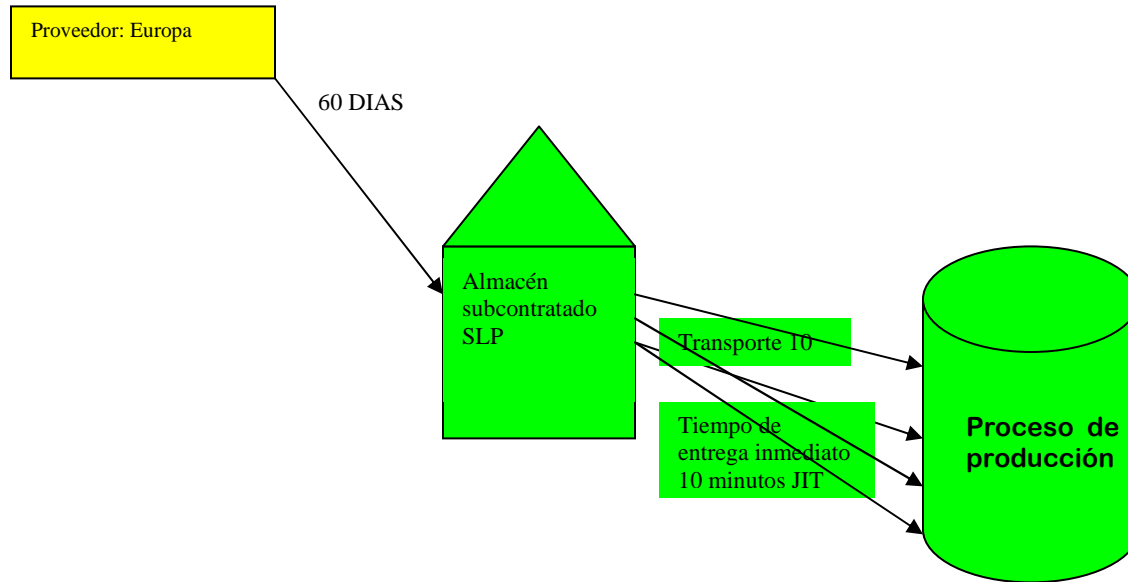 Proveedor: Europa
60 DIAS
Almacén
subcontratado
SLP
Transporte 10
Tiempo de
entrega inmediato
10 minutos JIT
Proceso de
producción